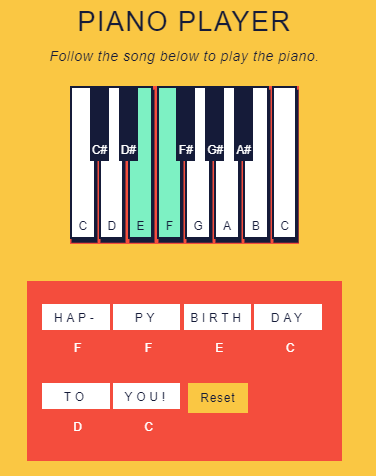 PIANO PLAYER
Follow the song below to play the piano.
C# D# F# G# A#
C D E F G A B C
HAP- PY BIRTH DAY
F F E C
TO YOU! Reset
D C